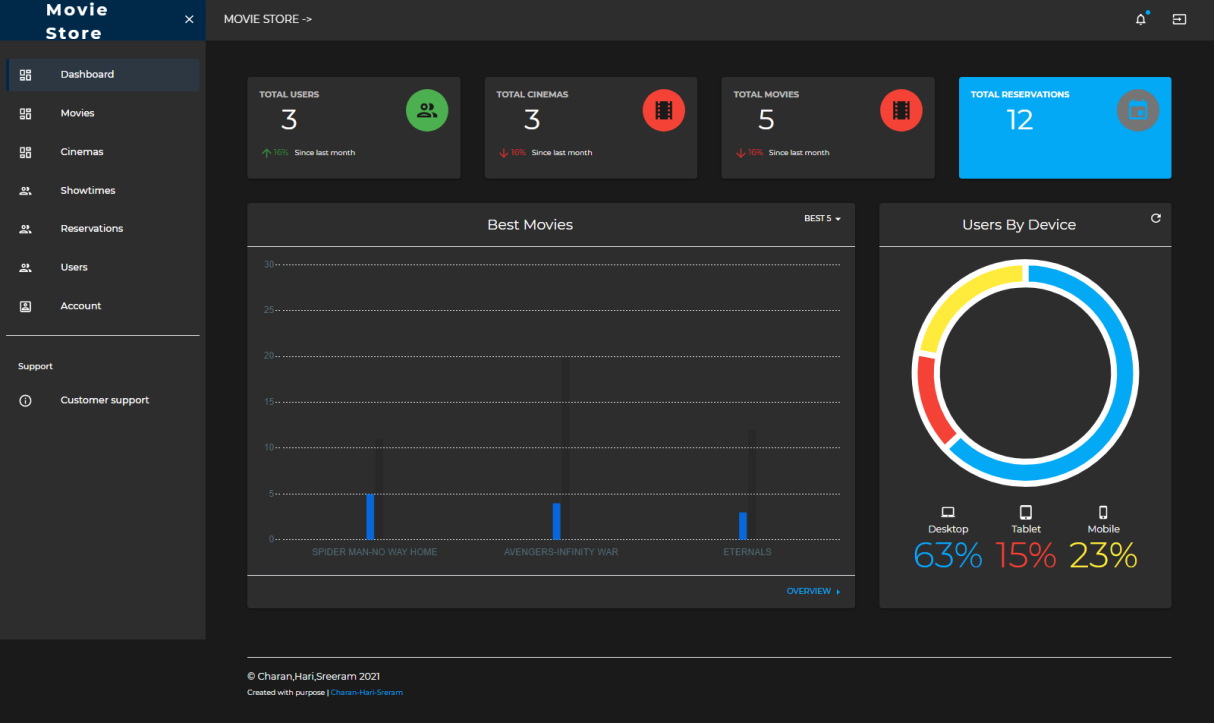 Movie
Store
MOVIE STORE ->
Dashboard
Movies
Cinemas
Showtimes
Reservations
Users
Account
Support
Customer support
TOTAL USERS
3
16% Since last month
TOTAL CINEMAS
3
16% Since last month
TOTAL MOVIES
5
16% Since last month
TOTAL RESERVATIONS
12
Best Movies
BEST 5
30
25
20
15
10
5
0
SPIDER MAN-NO WAY HOME AVENGERS-INFINITY WAR ETERNALS
OVERVIEW
Users By Device
Desktop Tablet Mobile
63% 15% 23%
© Charan,Hari,Sreeram 2021
Created with purpose | Charan-Hari-Sreram